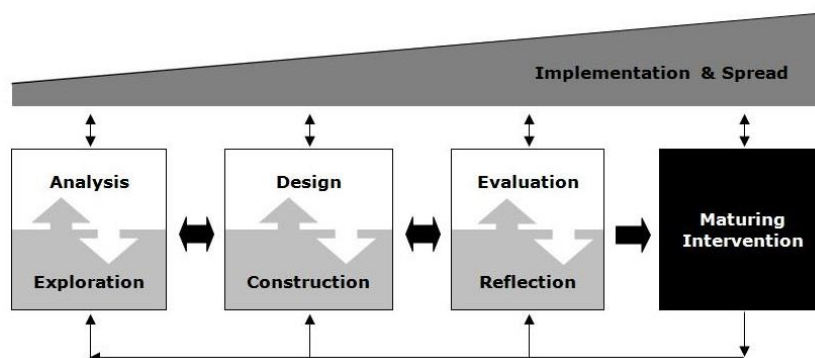 Implementation & Spread
Analysis
Exploration
Design
Construction
Evaluation
Reflection
Maturing
Intervention